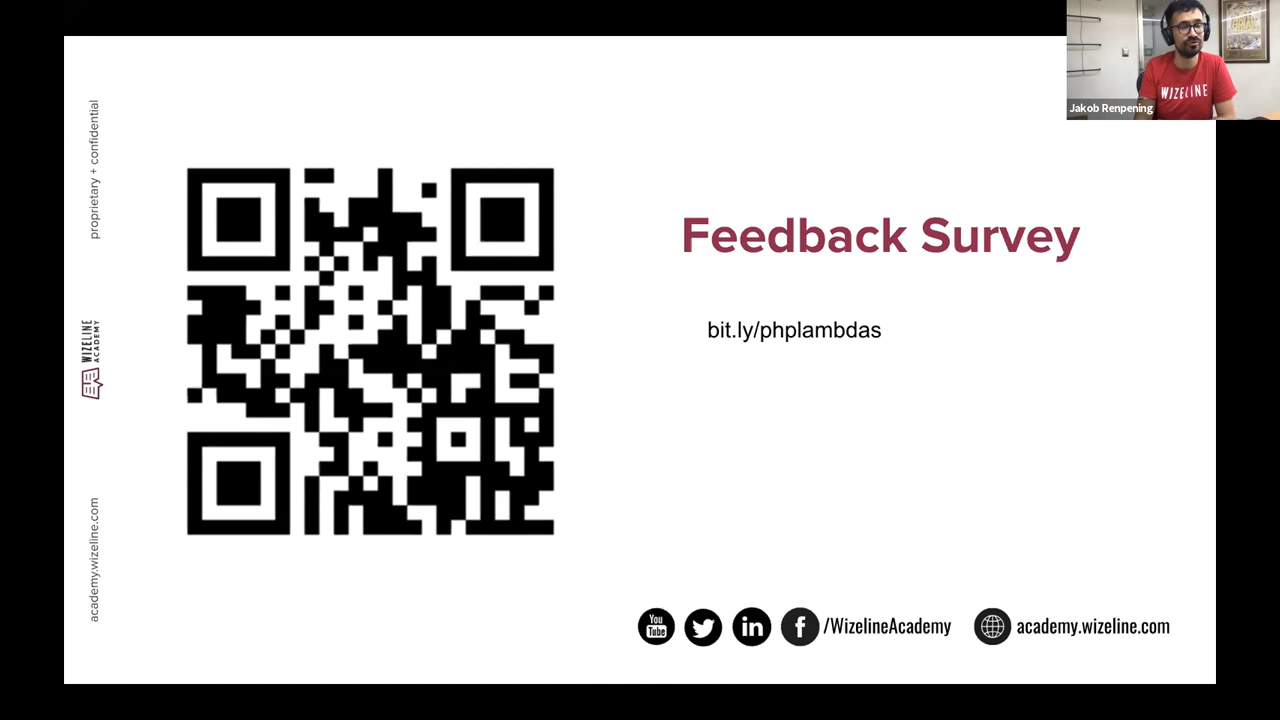 Jakob Renpening
WIZELINE
proprietary + confidential
WIZELINE
ACADEMY
academy.wizeline.com
Feedback Survey
bit.ly/phplambdas
You
Tube
in
f
/WizelineAcademy
academy.wizeline.com